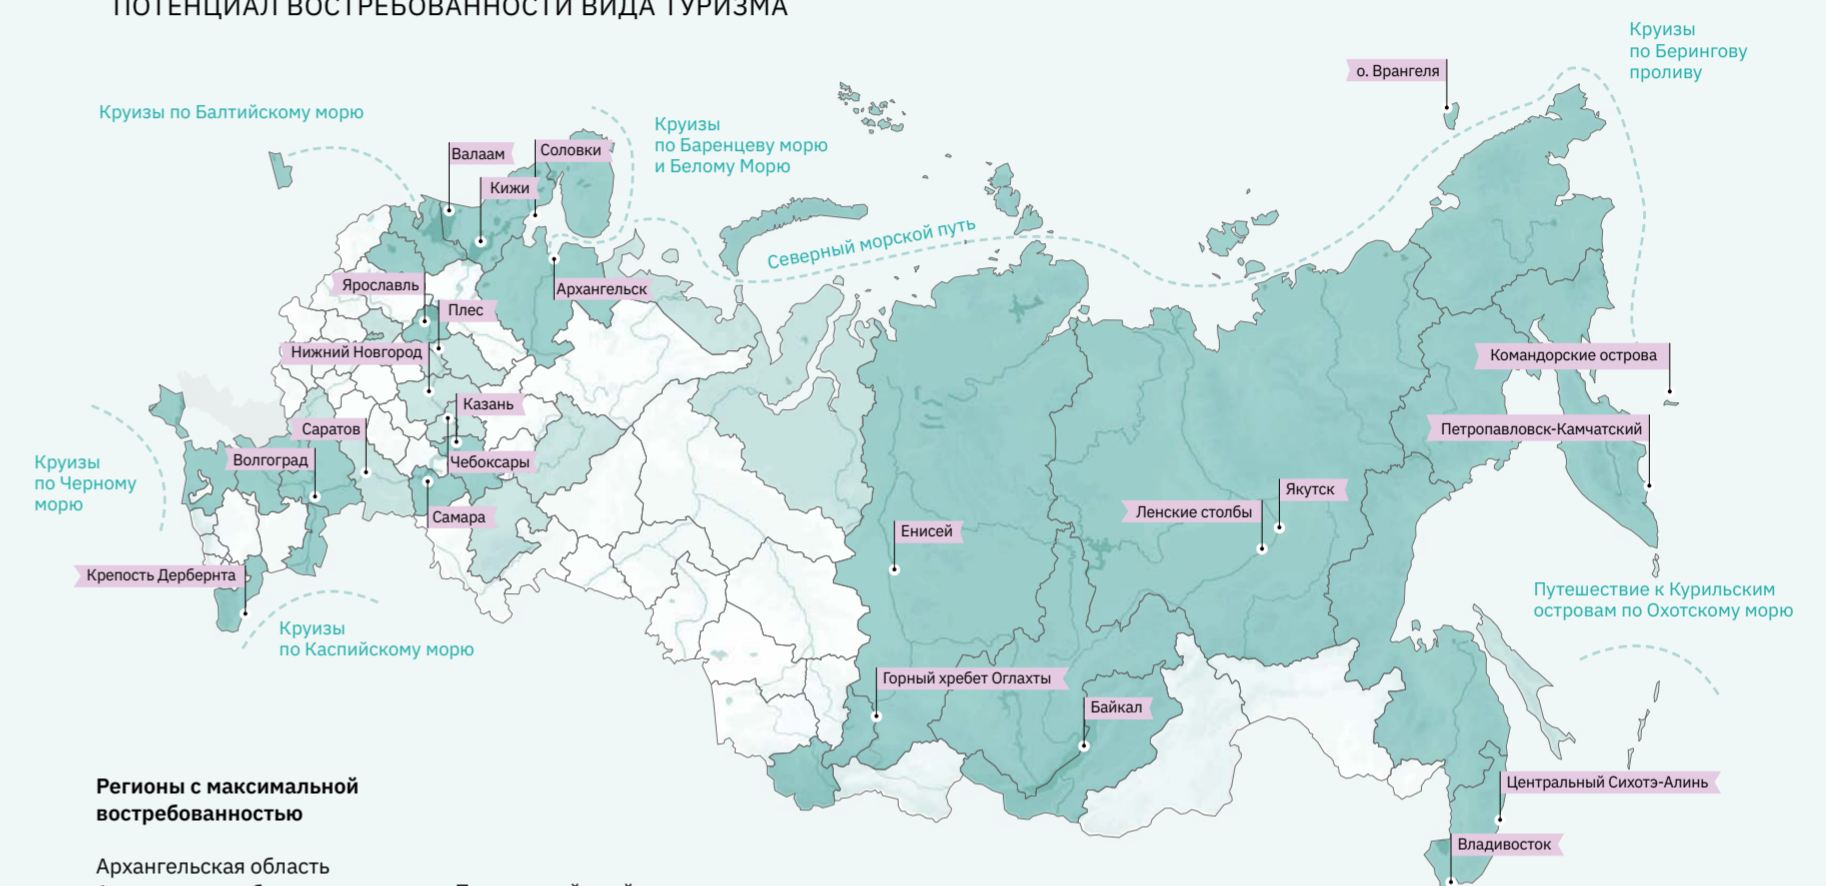 ПОТЕНЦИАЛ ВОСТРЕБОВАННОСТИ ВИДА ТУРИЗМА
Круизы
по Берингову
проливу
о. Врангеля
Круизы по Балтийскому морю
Круизы
по Баренцеву морю
и Белому Морю
Валаам
Соловки
Кижи
Северный морской путь
Ярославль
Архангельск
Плес
Нижний Новгород
Командорские острова
Казань
Саратов
Петропавловск-Камчатский
Волгоград
Чебоксары
Круизы
по Черному
морю
Якутск
Ленские столбы
Самара
Енисей
Крепость Дербернта
Путешествие к Курильским
островам по Охотскому морю
Круизы
по Каспийскому морю
Горный хребет Оглахты
Байкал
Центральный Сихотэ-Алинь
Владивосток
Регионы с максимальной
востребованностью
Архангельская область